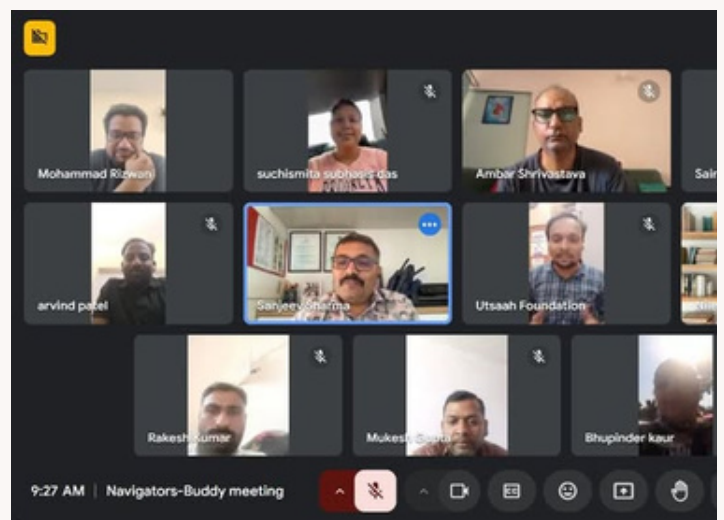 Mohammad Rizwan
suchismita subhasis das
Ambar Shrivastava
Sair
arvind patel
Sanjeev Sharma
Utsaah Foundation
Rakesh Kumar
Mukesh Gupta
Bhupinder kaur
9:27 AM | Navigators-Buddy meeting